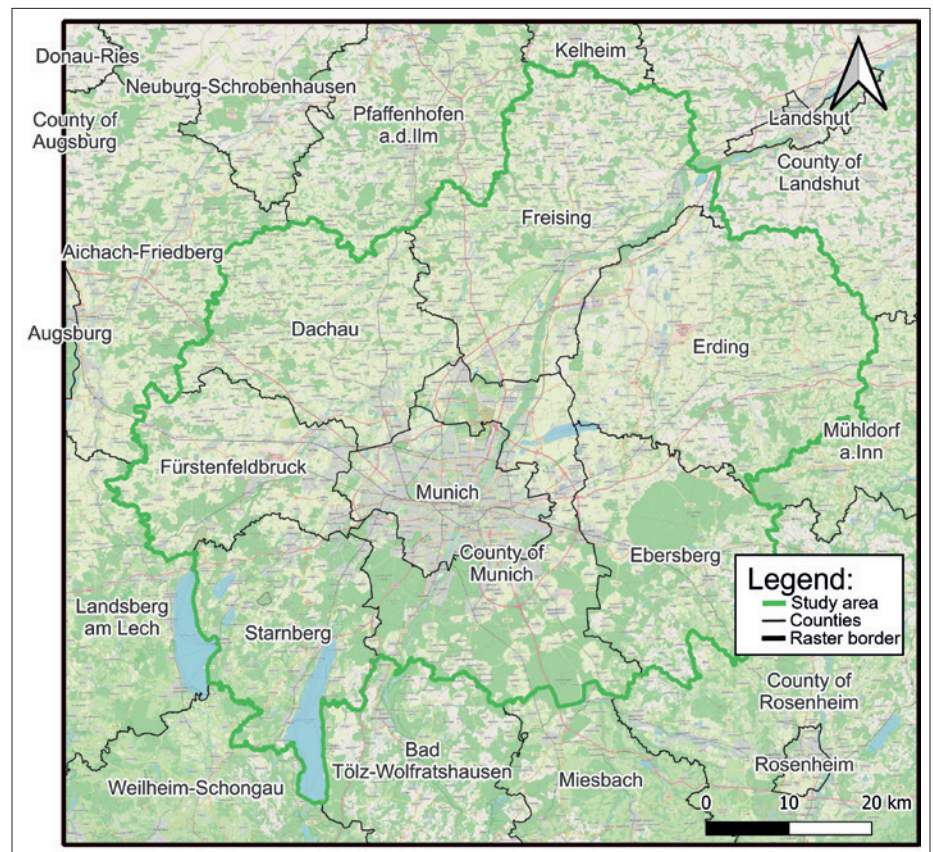 Kelheim
Donau-Ries
Neuburg-Schrobenhausen
Pfaffenhofen
a.d.Ilm
County of
Augsburg
Landshut
County of
Landshut
Freising
Aichach-Friedberg
Augsburg
Dachau
Erding
Mühldorf
a.Inn
Fürstenfeldbruck
Munich
County of
Munich
Ebersberg
Legend:
Study area
Counties
Raster border
Landsberg
am Lech
Starnberg
County of
Rosenheim
Bad
Tölz-Wolfratshausen
Weilheim-Schongau
Miesbach
Rosenheim
0 10 20 km